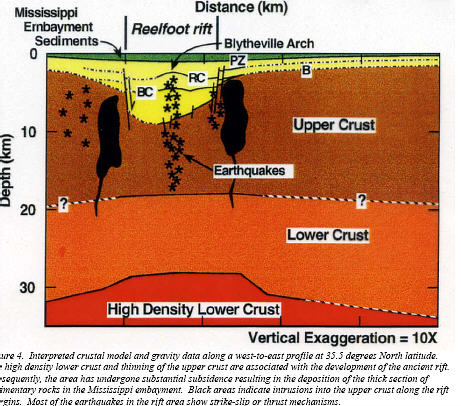 Distance (km)
Mississippi
Embayment
Sediments
Reelfoot rift
Blytheville Arch
0
PZ
B
RC
BC
Upper Crust
10
Earthquakes
Depth (km)
?
?
20
Lower Crust
30
High Density Lower Crust
Vertical Exaggeration = 10X
ure 4. Interpreted crustal model and gravity data along a west-to-east profile at 35.5 degrees North latitude.
high density lower crust and thinning of the upper crust are associated with the development of the ancient rift.
sequently, the area has undergone substantial subsidence resulting in the deposition of the thick section of
imentary rocks in the Mississippi embayment. Black areas indicate intrusions into the upper crust along the rift
rgins. Most of the earthquakes in the rift area show strike-slip or thrust mechanisms.